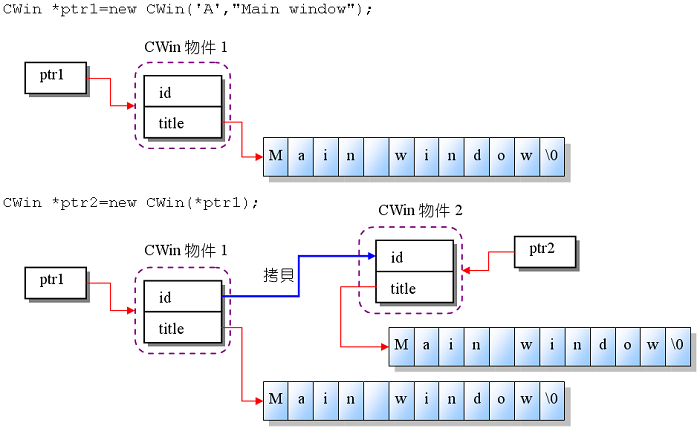 CWin *ptr1=new CWin('A',"Main window");
CWin 物件 1
ptr1
id
title
M a i n w i n d o w \0
CWin *ptr2=new CWin(*ptr1);
CWin 物件 2
CWin 物件 1
ptr2
id
拷貝
ptr1
title
id
title
M a i n w i n d o w \0
M a i n w i n d o w \0